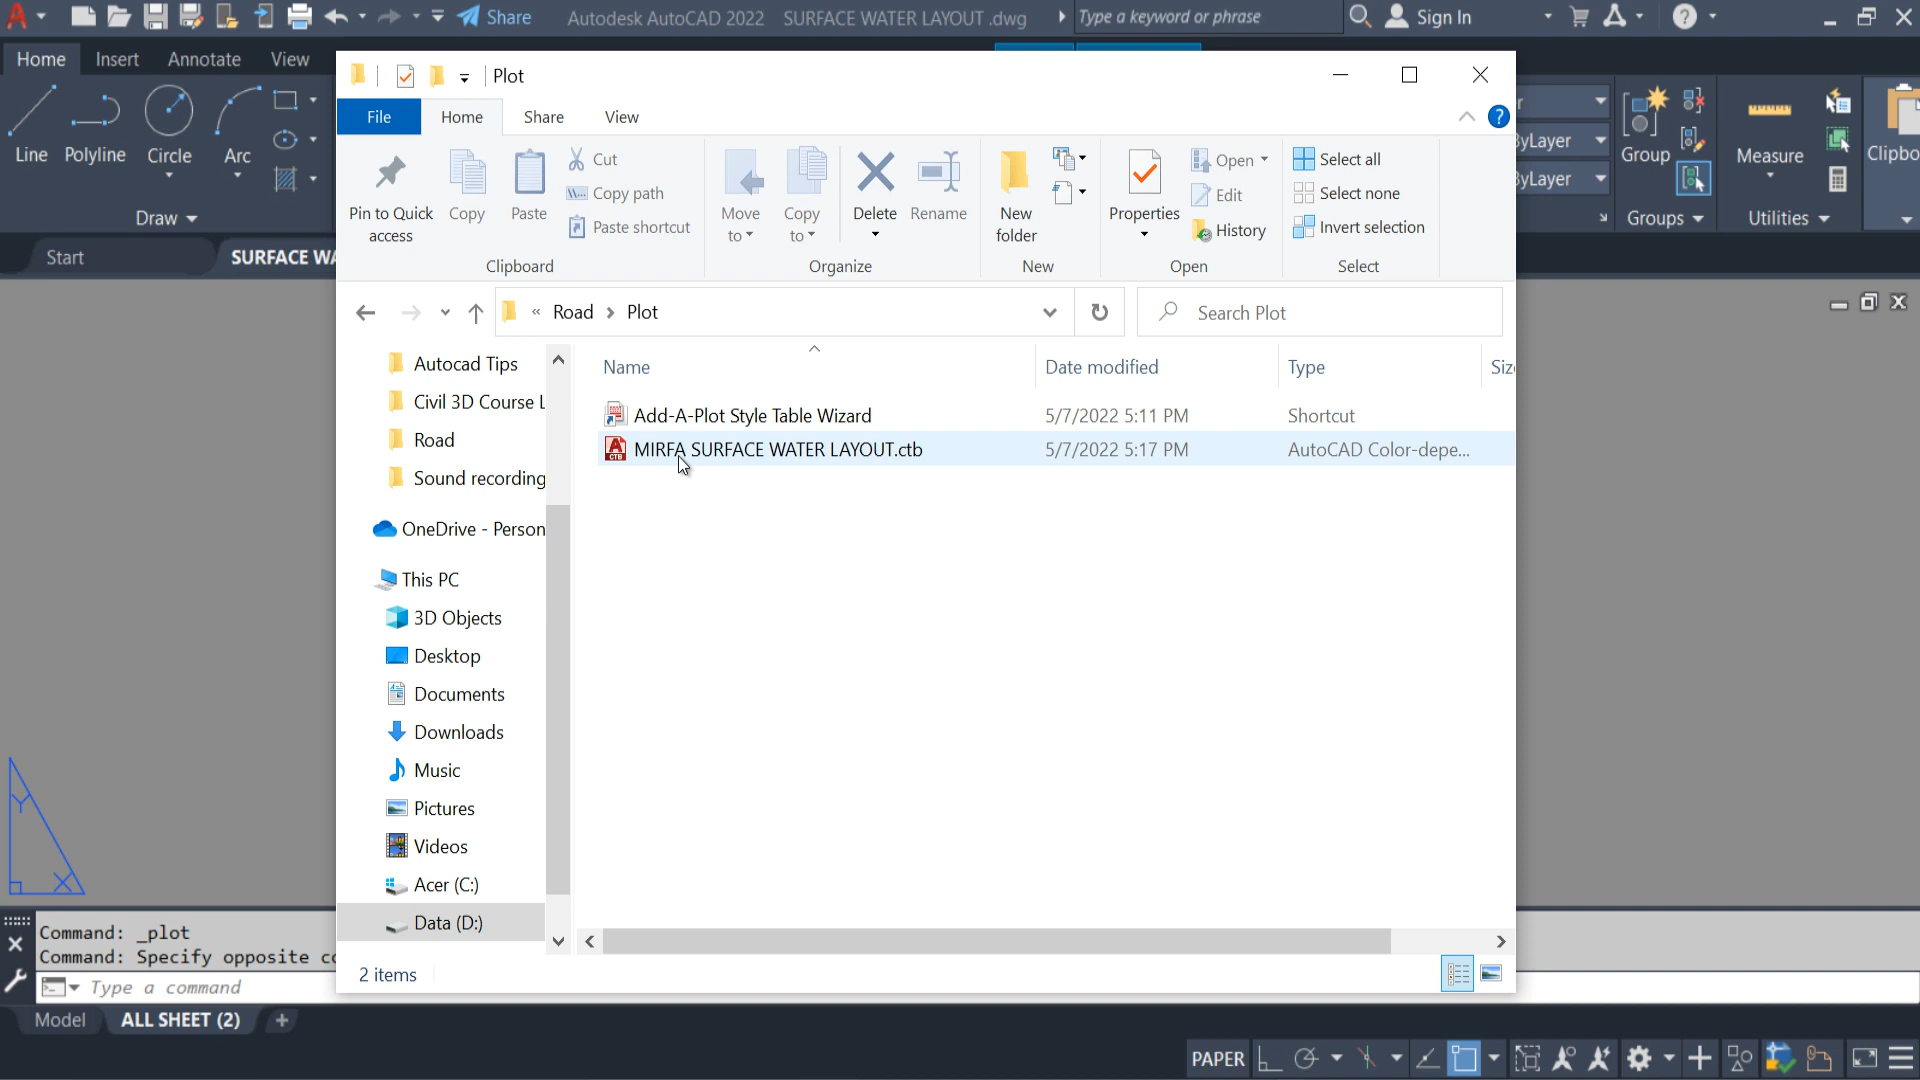 Share
Autodesk AutoCAD 2022 SURFACE WATER LAYOUT .dwg
Type a keyword or phrase
Sign In
Home Insert Annotate View
Line Polyline Circle Arc
Draw
Start
SURFACE WA
Plot
File Home Share View
Pin to Quick access
Copy
Paste
Cut
Copy path
Paste shortcut
Clipboard
Move to
Copy to
Delete
Rename
Organize
New folder
New
Properties
Open
Edit
History
Open
Select all
Select none
Invert selection
Select
r
ByLayer
ByLayer
Group
Groups
Measure
Utilities
Clipbo
« Road > Plot
Search Plot
Name Date modified Type Siz
Add-A-Plot Style Table Wizard 5/7/2022 5:11 PM Shortcut
MIRFA SURFACE WATER LAYOUT.ctb 5/7/2022 5:17 PM AutoCAD Color-depe...
Autocad Tips
Civil 3D Course L
Road
Sound recording
OneDrive - Person
This PC
3D Objects
Desktop
Documents
Downloads
Music
Pictures
Videos
Acer (C:)
Data (D:)
2 items
Y
X
Command: _plot
Command: Specify opposite co
Type a command
Model ALL SHEET (2) +
PAPER